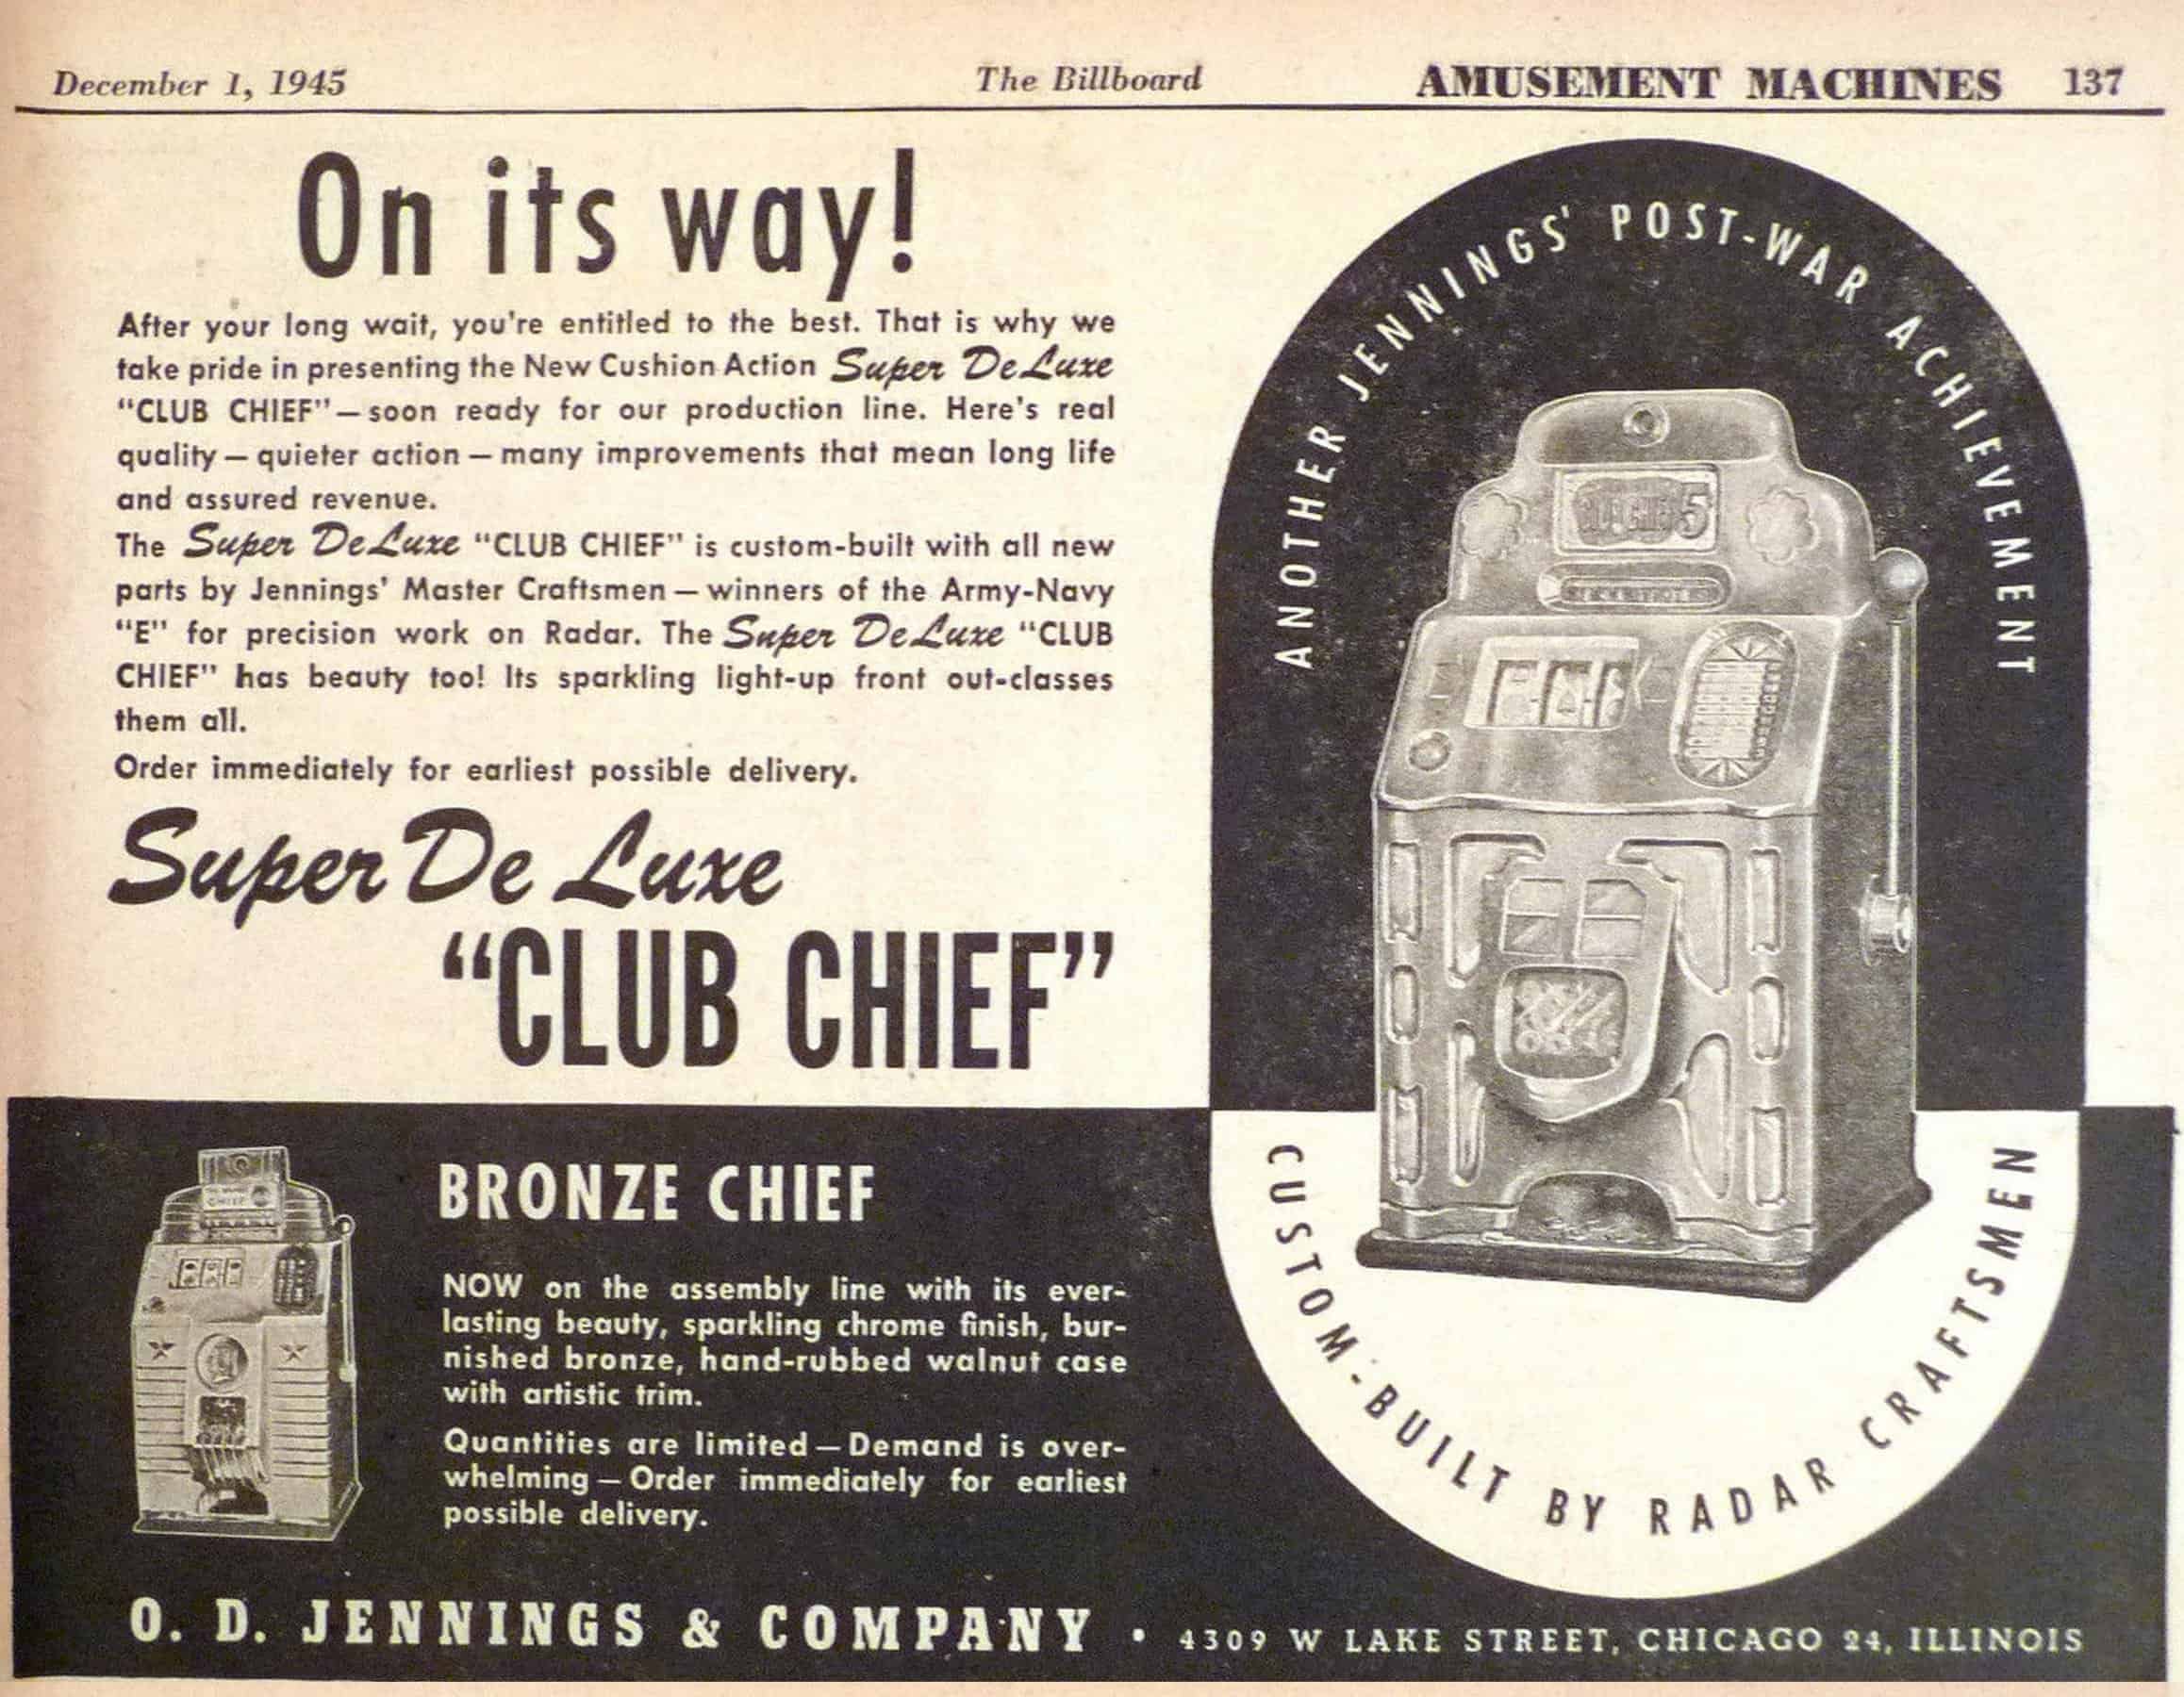 December 1, 1945 The Billboard AMUSEMENT MACHINES 137
On its way!
After your long wait, you're entitled to the best. That is why we
take pride in presenting the New Cushion Action Super DeLuxe
“CLUB CHIEF”—soon ready for our production line. Here's real
quality—quieter action—many improvements that mean long life
and assured revenue.
The Super DeLuxe “CLUB CHIEF” is custom-built with all new
parts by Jennings' Master Craftsmen—winners of the Army-Navy
“E” for precision work on Radar. The Super DeLuxe “CLUB
CHIEF” has beauty too! Its sparkling light-up front out-classes
them all.
Order immediately for earliest possible delivery.
Super De Luxe
“CLUB CHIEF”
ANOTHER JENNINGS' POST-WAR ACHIEVEMENT
CLUB CHIEF 5
CUSTOM-BUILT BY RADAR CRAFTSMEN
CHIEF
BRONZE CHIEF
NOW on the assembly line with its ever-
lasting beauty, sparkling chrome finish, bur-
nished bronze, hand-rubbed walnut case
with artistic trim.
Quantities are limited—Demand is over-
whelming—Order immediately for earliest
possible delivery.
O. D. JENNINGS & COMPANY • 4309 W LAKE STREET, CHICAGO 24, ILLINOIS